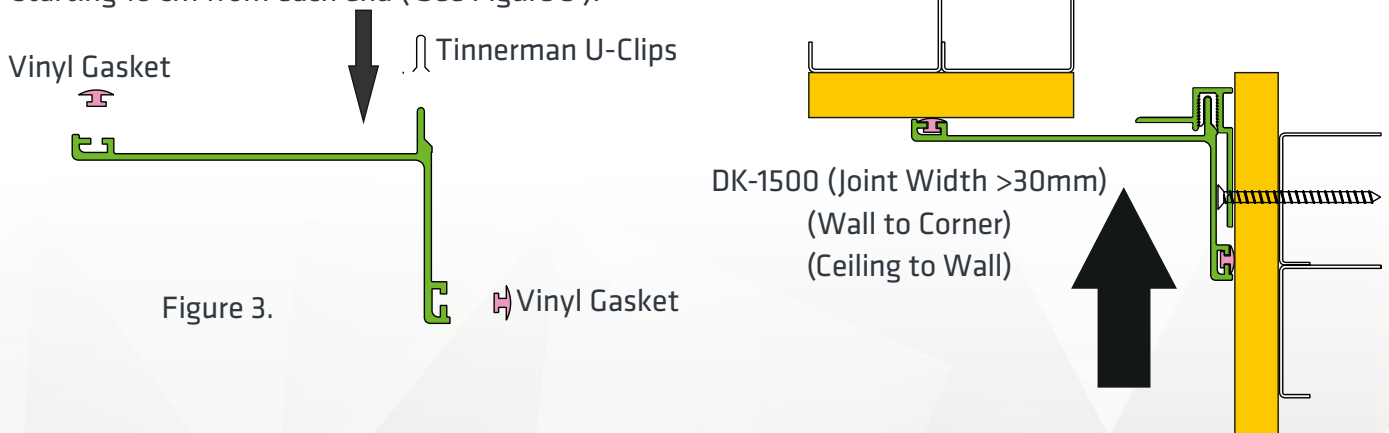 Vinyl Gasket
Tinnerman U-Clips
Figure 3.
Vinyl Gasket
DK-1500 (Joint Width >30mm)
(Wall to Corner)
(Ceiling to Wall)